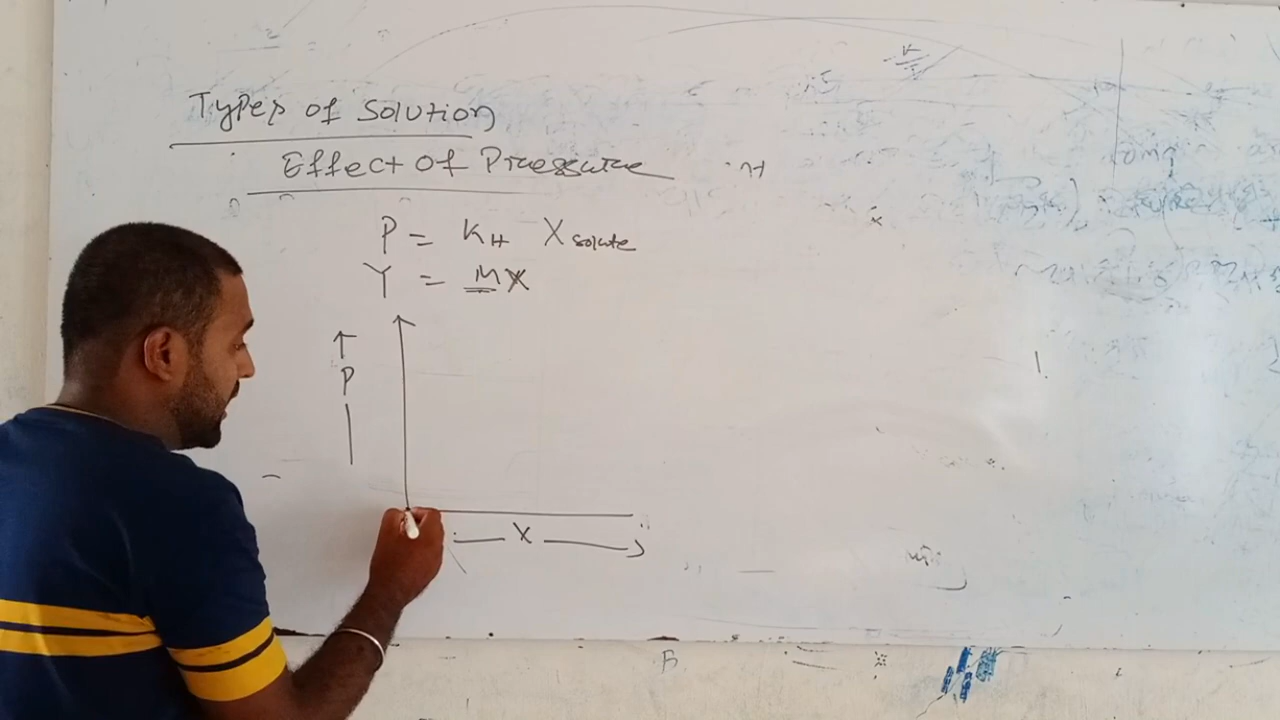 Types of Solution
Effect of Pressure
P = KH X solute
Y = MX
P
X